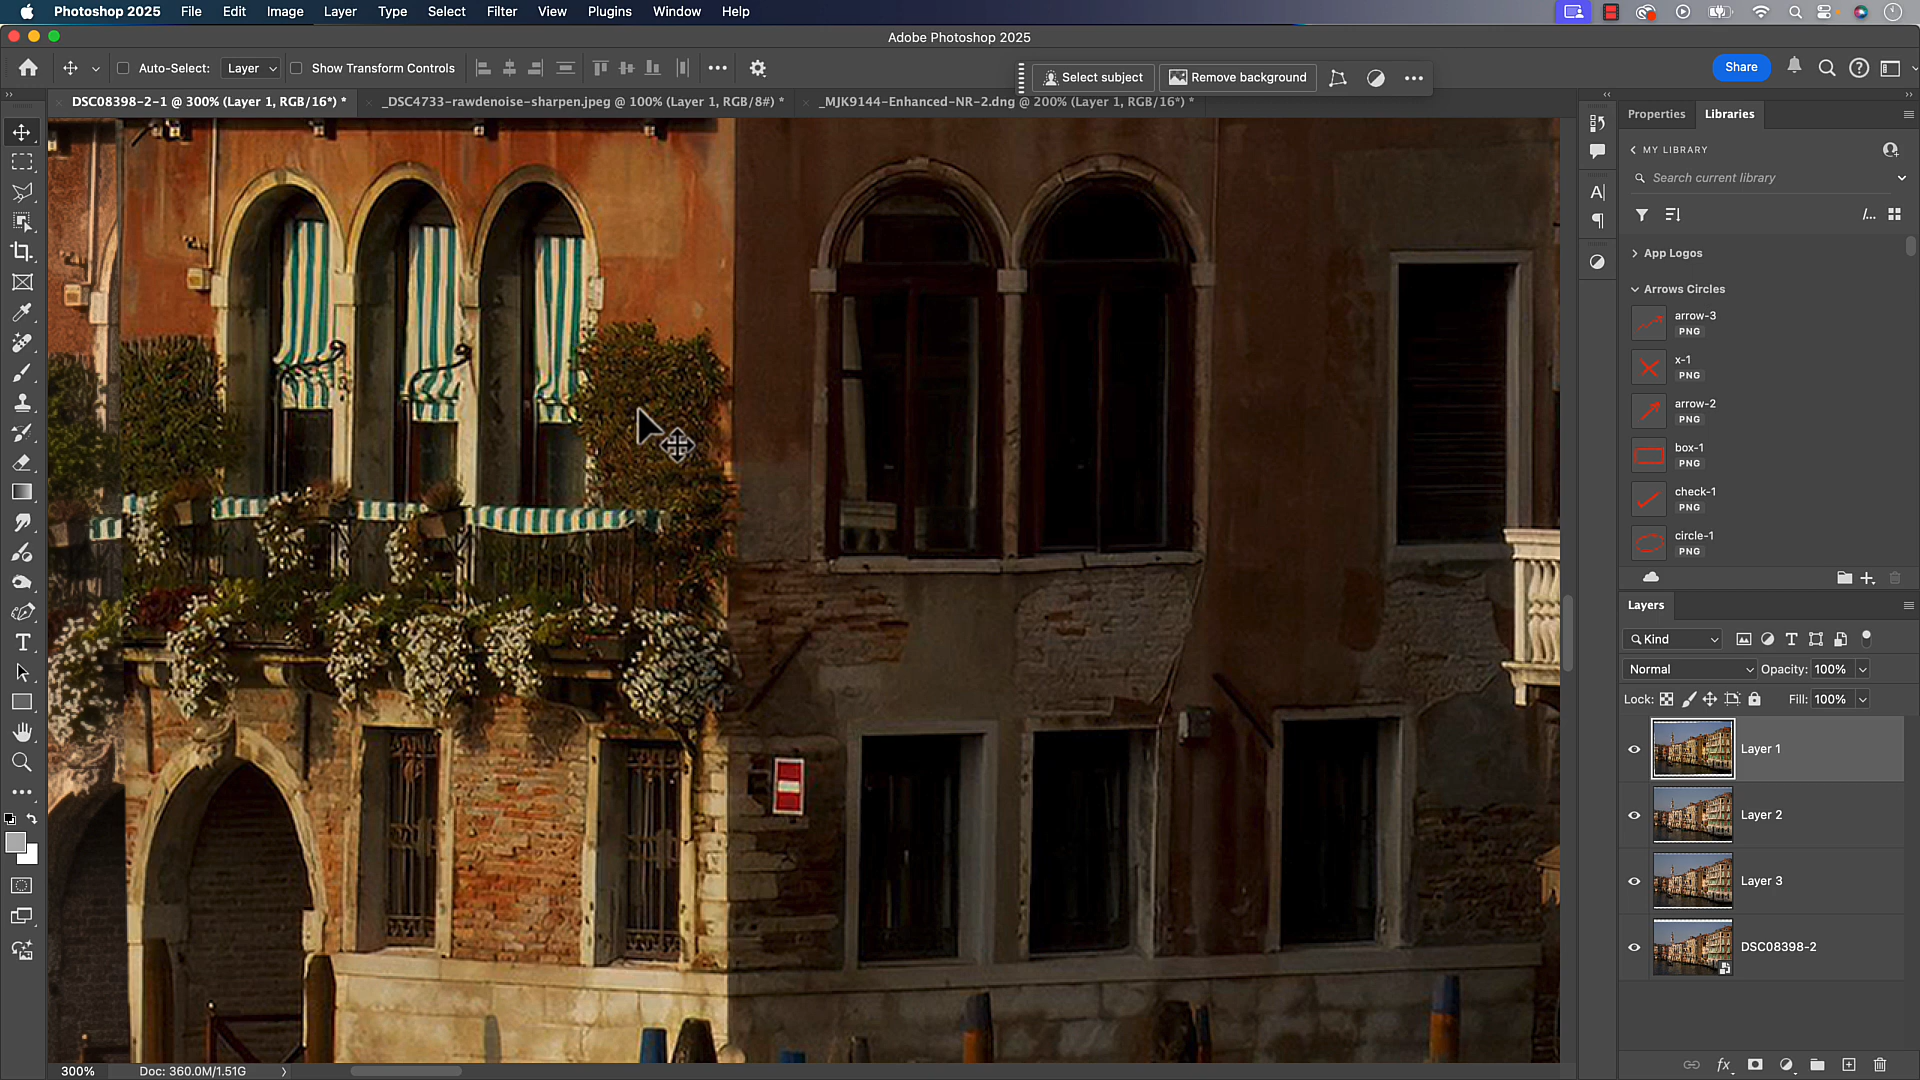 Photoshop 2025 File Edit Image Layer Type Select Filter View Plugins Window Help
Adobe Photoshop 2025
Auto-Select: Layer Show Transform Controls
Select subject Remove background
Share
DSC08398-2-1 @ 300% (Layer 1, RGB/16*) *
_DSC4733-rawdenoise-sharpen.jpeg @ 100% (Layer 1, RGB/8#) *
_MJK9144-Enhanced-NR-2.dng @ 200% (Layer 1, RGB/16*) *
Properties Libraries
MY LIBRARY
Search current library
/...
App Logos
Arrows Circles
arrow-3
PNG
x-1
PNG
arrow-2
PNG
box-1
PNG
check-1
PNG
circle-1
PNG
Layers
Kind
Normal Opacity: 100%
Lock: Fill: 100%
Layer 1
Layer 2
Layer 3
DSC08398-2
fx
300% Doc: 360.0M/1.51G